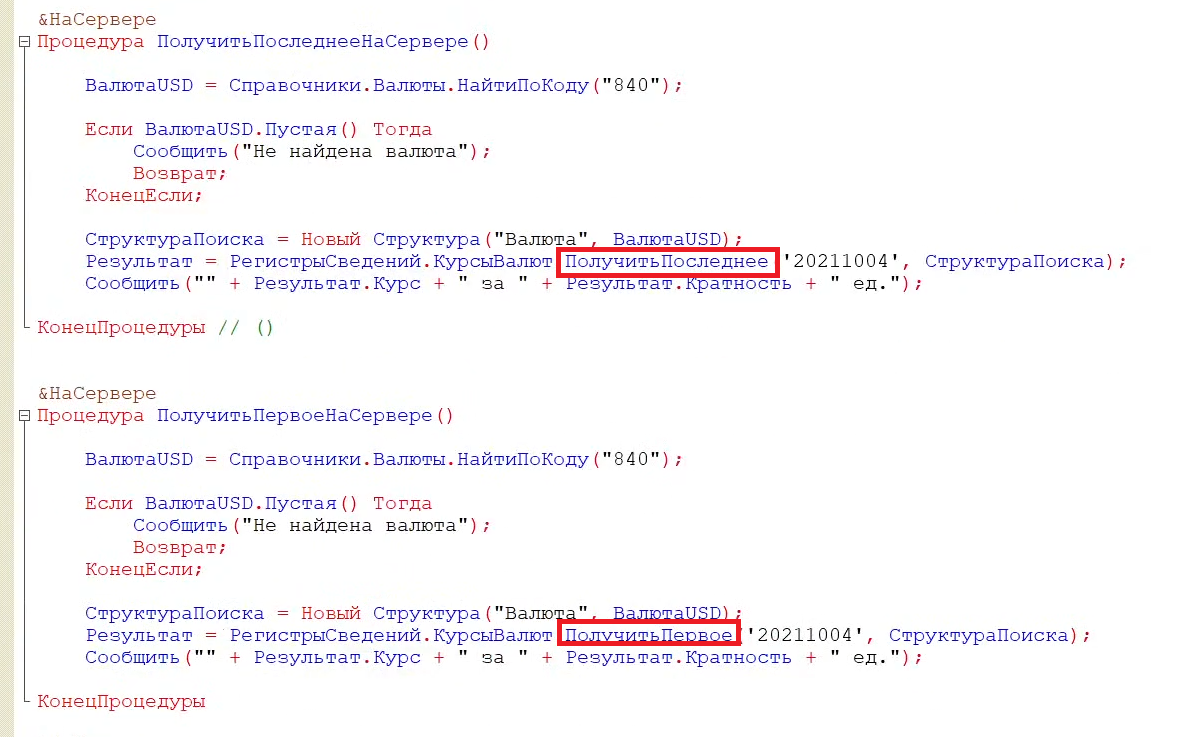 &НаСервере
Процедура ПолучитьПоследнееНаСервере()
ВалютаUSD = Справочники.Валюты.НайтиПоКоду("840");
Если ВалютаUSD.Пустая() Тогда
Сообщить("Не найдена валюта");
Возврат;
КонецЕсли;
СтруктураПоиска = Новый Структура("Валюта", ВалютаUSD);
Результат = РегистрыСведений.КурсыВалют ПолучитьПоследнее '20211004', СтруктураПоиска);
Сообщить("" + Результат.Курс + " за " + Результат.Кратность + " ед.");
КонецПроцедуры // ()
&НаСервере
Процедура ПолучитьПервоеНаСервере()
ВалютаUSD = Справочники.Валюты.НайтиПоКоду("840");
Если ВалютаUSD.Пустая() Тогда
Сообщить("Не найдена валюта");
Возврат;
КонецЕсли;
СтруктураПоиска = Новый Структура("Валюта", ВалютаUSD);
Результат = РегистрыСведений.КурсыВалют ПолучитьПервое '20211004', СтруктураПоиска);
Сообщить("" + Результат.Курс + " за " + Результат.Кратность + " ед.");
КонецПроцедуры